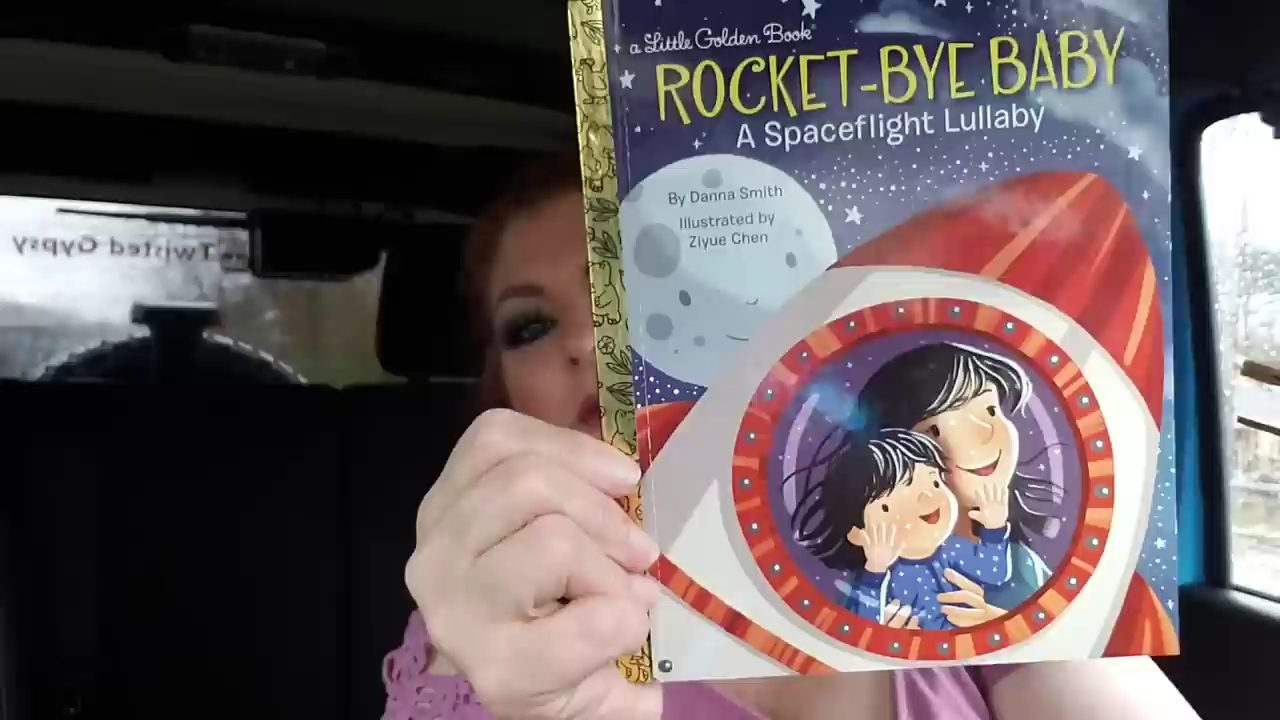 a Little Golden Book®
ROCKET-BYE BABY
A Spaceflight Lullaby
By Danna Smith
Illustrated by
Ziyue Chen
Twisted Gypsy